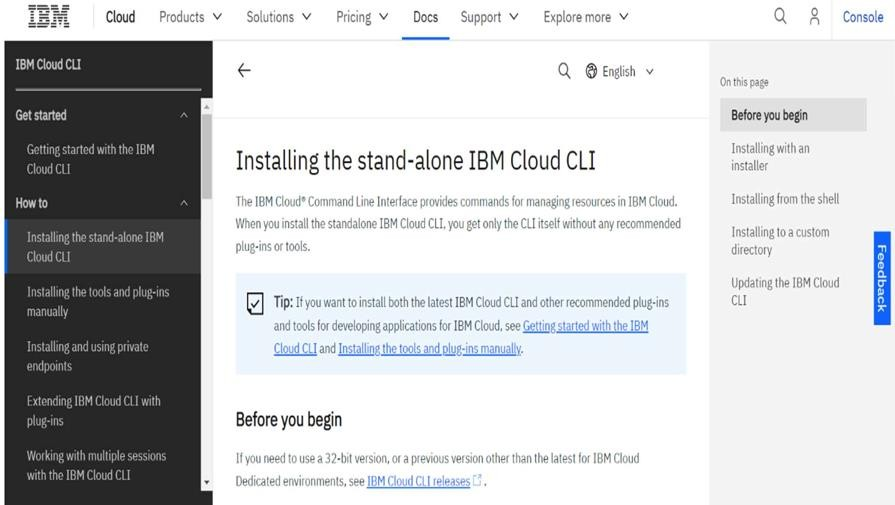 IBM Cloud Products Solutions Pricing Docs Support Explore more Console
IBM Cloud CLI
Get started
Getting started with the IBM
Cloud CLI
How to
Installing the stand-alone IBM
Cloud CLI
Installing the tools and plug-ins
manually
Installing and using private
endpoints
Extending IBM Cloud CLI with
plug-ins
Working with multiple sessions
with the IBM Cloud CLI
English
Installing the stand-alone IBM Cloud CLI
The IBM Cloud® Command Line Interface provides commands for managing resources in IBM Cloud.
When you install the standalone IBM Cloud CLI, you get only the CLI itself without any recommended
plug-ins or tools.
Tip: If you want to install both the latest IBM Cloud CLI and other recommended plug-ins
and tools for developing applications for IBM Cloud, see Getting started with the IBM
Cloud CLI and Installing the tools and plug-ins manually.
Before you begin
If you need to use a 32-bit version, or a previous version other than the latest for IBM Cloud
Dedicated environments, see IBM Cloud CLI releases .
On this page
Before you begin
Installing with an
installer
Installing from the shell
Installing to a custom
directory
Updating the IBM Cloud
CLI
Feedback